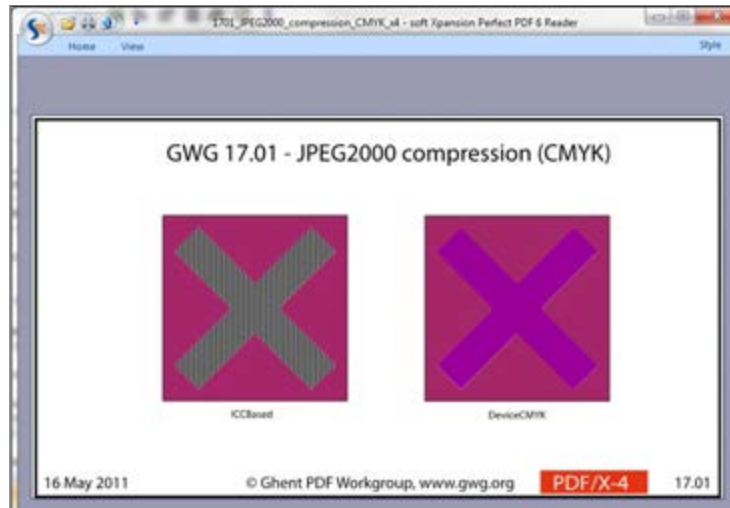 1701_JPEG2000_compression_CMYK_x4 - soft Xpansion Perfect PDF 6 Reader
Home View Style
GWG 17.01 - JPEG2000 compression (CMYK)
ICCBased DeviceCMYK
16 May 2011 © Ghent PDF Workgroup, www.gwg.org PDF/X-4 17.01